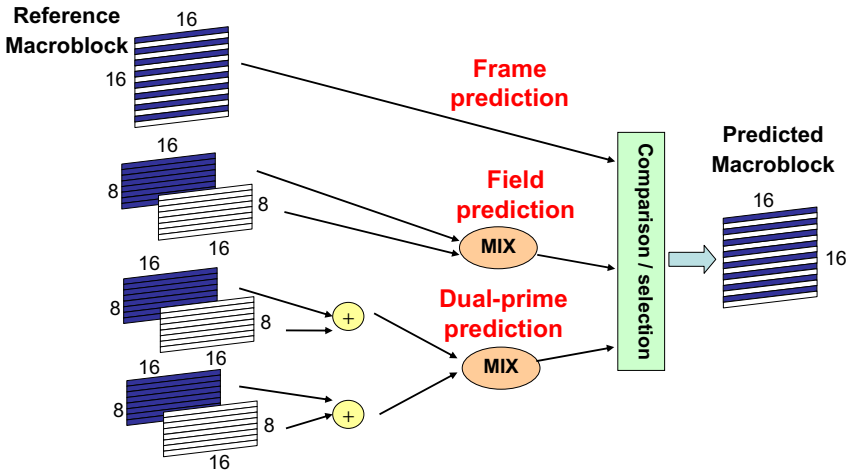 Reference
Macroblock
16
16
Frame
prediction
Predicted
Macroblock
16
16
16
8
8
16
Field
prediction
MIX
Comparison / selection
16
16
8
8
+
Dual-prime
prediction
MIX
16
16
8
8
+
16